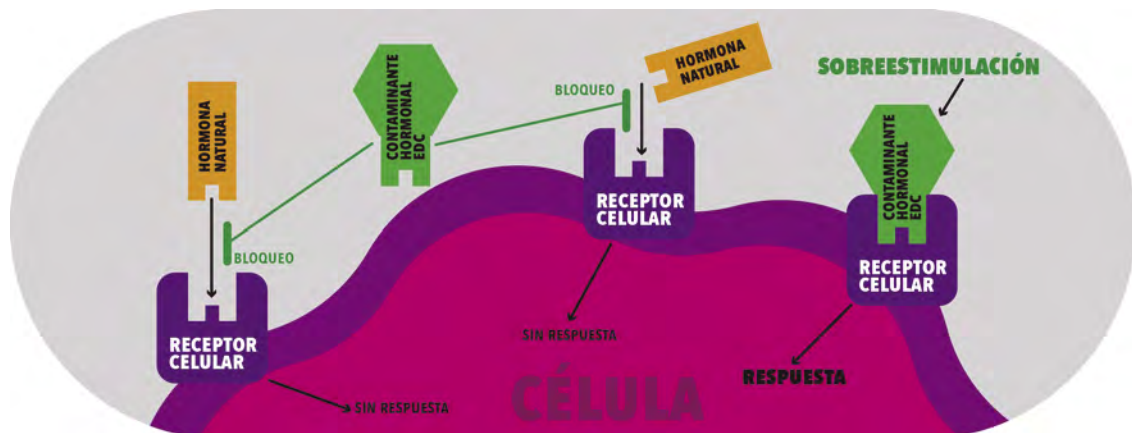 HORMONA
NATURAL
BLOQUEO
RECEPTOR
CELULAR
SIN RESPUESTA
CONTAMINANTE
HORMONAL
EDC
BLOQUEO
HORMONA
NATURAL
RECEPTOR
CELULAR
SIN RESPUESTA
SOBREESTIMULACIÓN
CONTAMINANTE
HORMONAL
EDC
RECEPTOR
CELULAR
RESPUESTA
CÉLULA